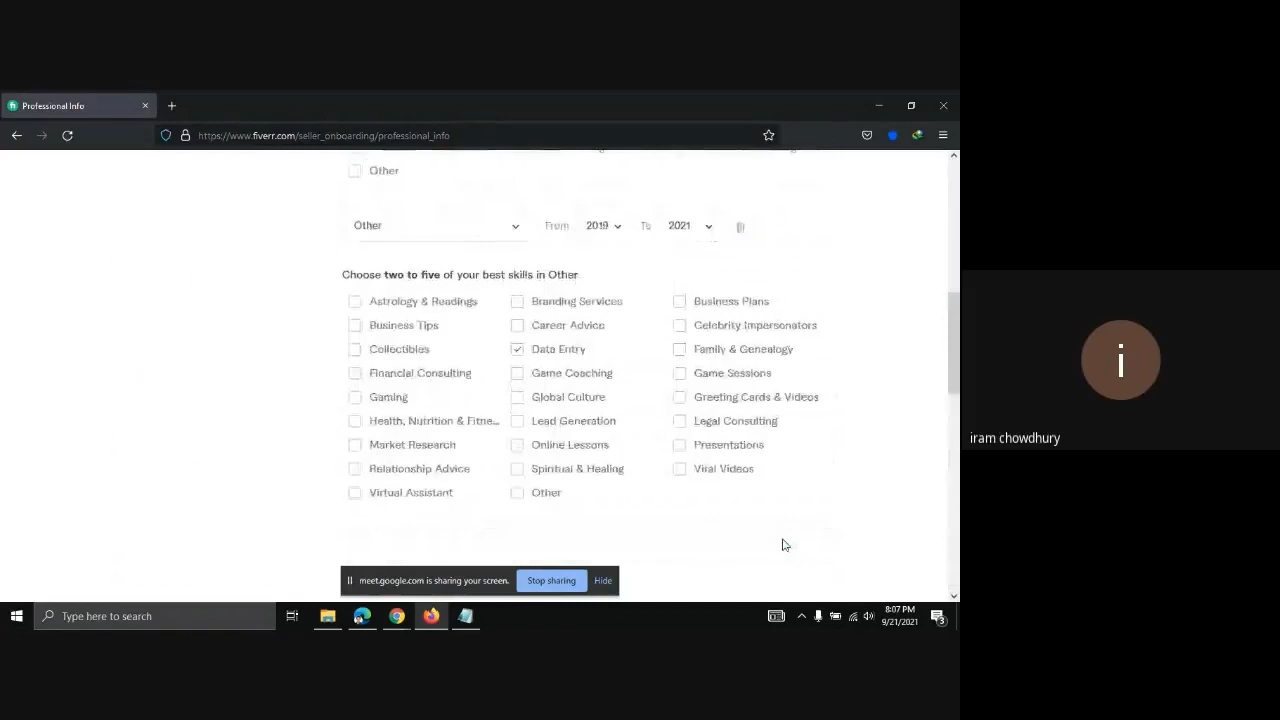 Professional Info
https://www.fiverr.com/seller_onboarding/professional_info
Other
Other From 2019 To 2021
Choose two to five of your best skills in Other
Astrology & Readings Branding Services Business Plans
Business Tips Career Advice Celebrity Impersonators
Collectibles Data Entry Family & Genealogy
Financial Consulting Game Coaching Game Sessions
Gaming Global Culture Greeting Cards & Videos
Health, Nutrition & Fitne... Lead Generation Legal Consulting
Market Research Online Lessons Presentations
Relationship Advice Spiritual & Healing Viral Videos
Virtual Assistant Other
meet.google.com is sharing your screen. Stop sharing Hide
Type here to search
8:07 PM
9/21/2021
3
i
iram chowdhury